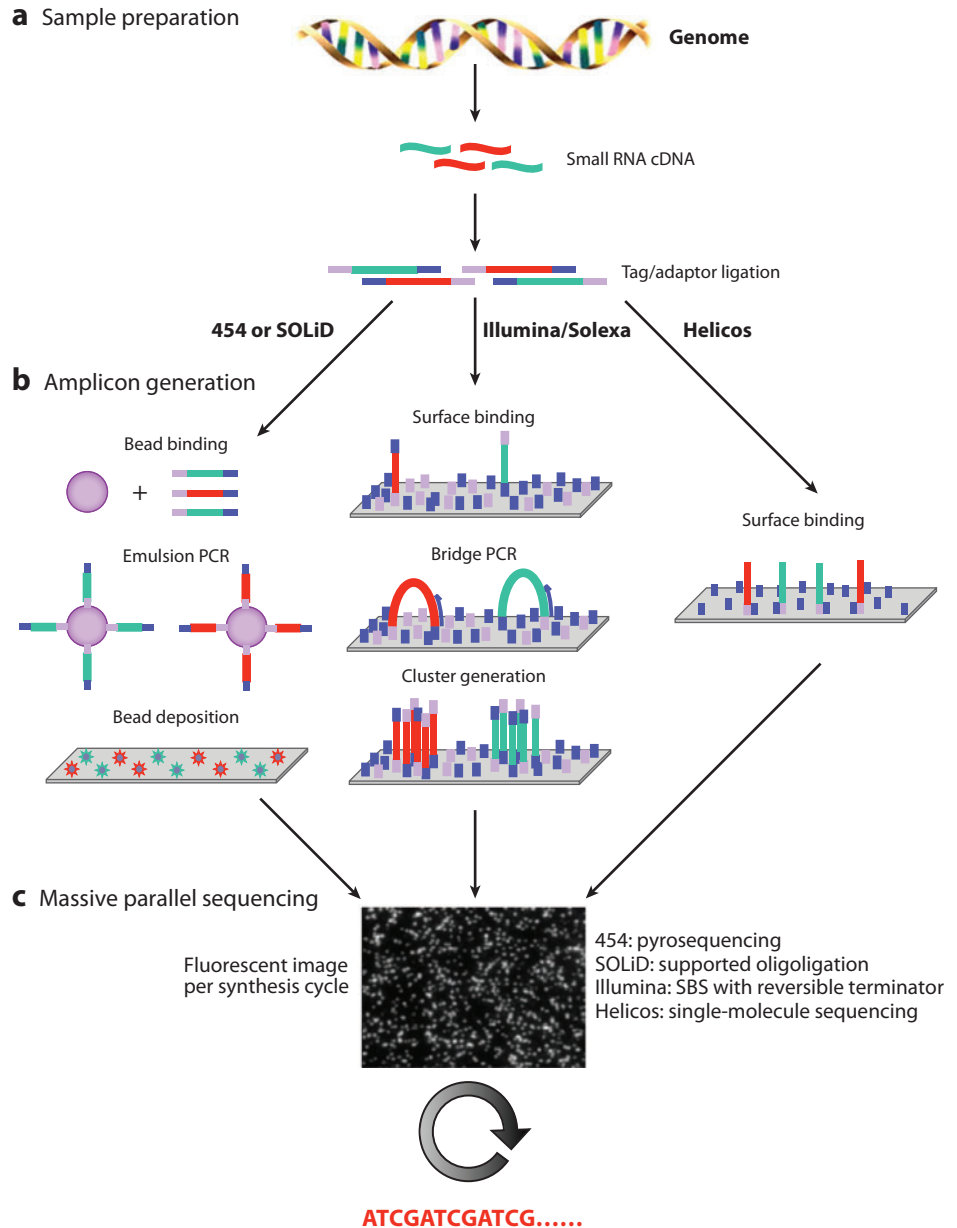 a Sample preparation
Genome
Small RNA cDNA
Tag/adaptor ligation
454 or SOLiD
Illumina/Solexa
Helicos
b Amplicon generation
Bead binding
+
Emulsion PCR
Bead deposition
Surface binding
Bridge PCR
Cluster generation
Surface binding
c Massive parallel sequencing
Fluorescent image
per synthesis cycle
454: pyrosequencing
SOLiD: supported oligoligation
Illumina: SBS with reversible terminator
Helicos: single-molecule sequencing
ATCGATCGATCG......